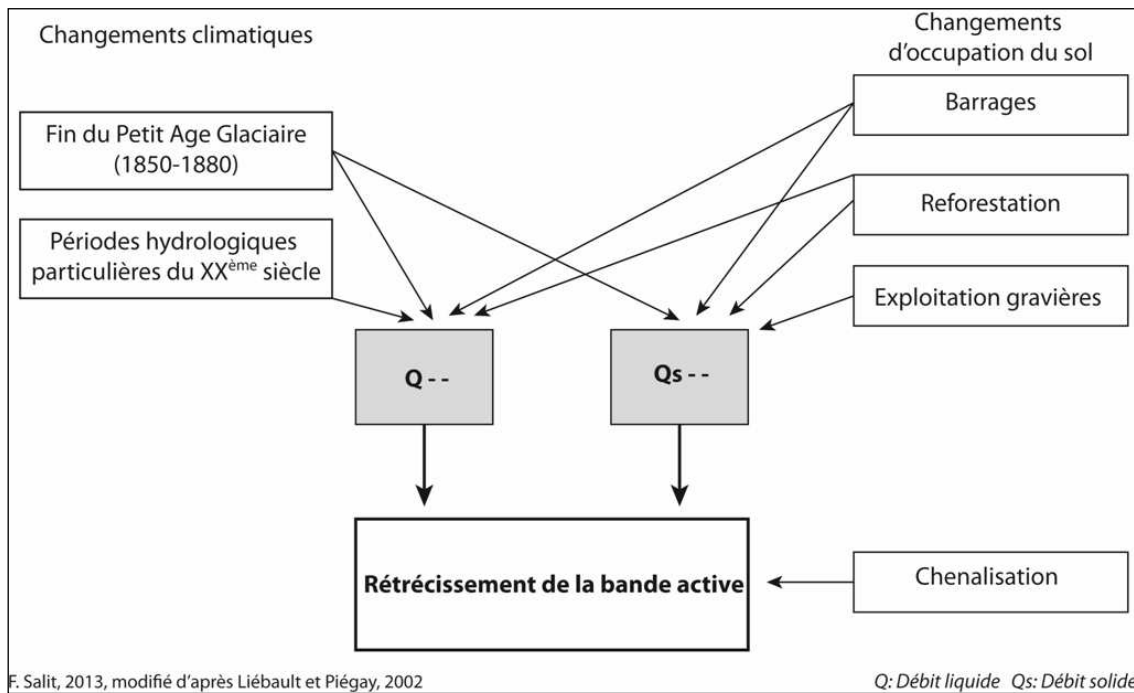 Changements climatiques
Changements
d'occupation du sol
Fin du Petit Age Glaciaire
(1850-1880)
Périodes hydrologiques
particulières du XXème siècle
Barrages
Reforestation
Exploitation gravières
Q - -
Qs - -
Rétrécissement de la bande active
Chenalisation
F. Salit, 2013, modifié d'après Liébault et Piégay, 2002
Q: Débit liquide Qs: Débit solide